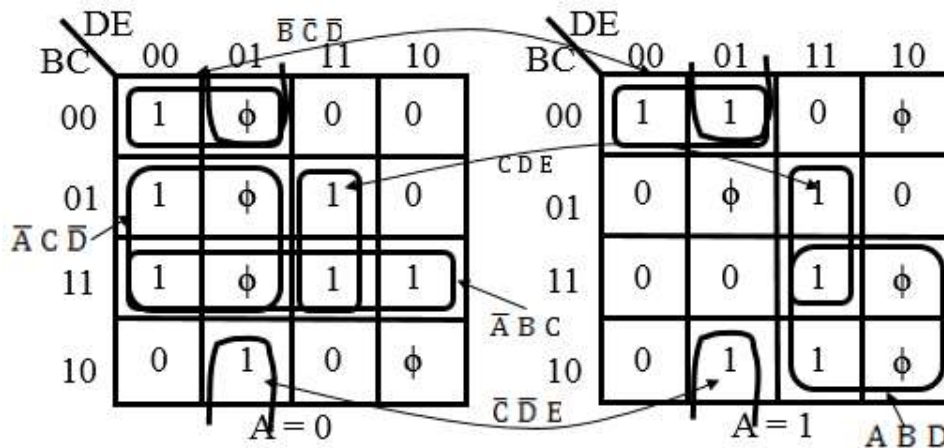 DE B̅ C̅ D̅ DE
BC 00 01 11 10 BC 00 01 11 10
00 1 ϕ 0 0 00 1 1 0 ϕ
C D E
01 1 ϕ 1 0 01 0 ϕ 1 0
A̅ C D̅
11 1 ϕ 1 1 11 0 0 1 ϕ
A̅ B C
10 0 1 0 ϕ 10 0 1 1 ϕ
C̅ D̅ E
A = 0 A = 1 A B D